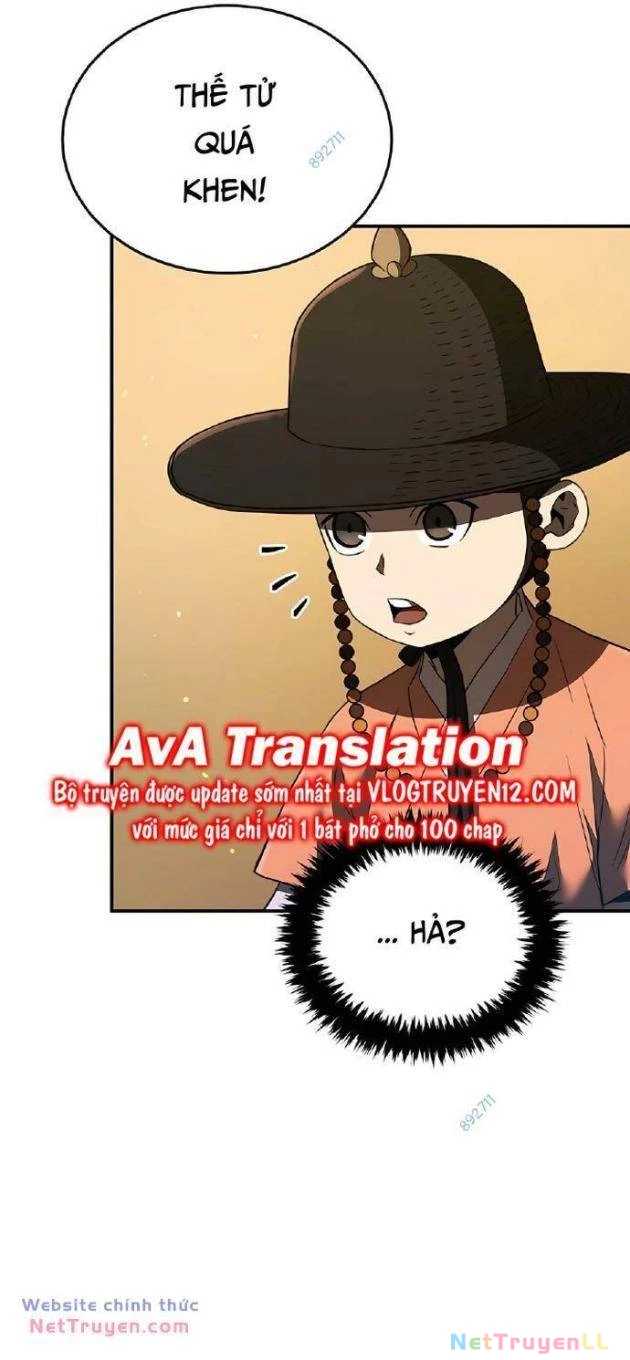 THẾ TỬ
QUÁ
KHEN!
892711
AvA Translation
Bộ truyện được update sớm nhất tại VLOGTRUYEN12.COM
với mức giá chỉ với 1 bát phở cho 100 chap
... HẢ?
892711
Website chính thức
NetTruyen.com
NetTruyenLL